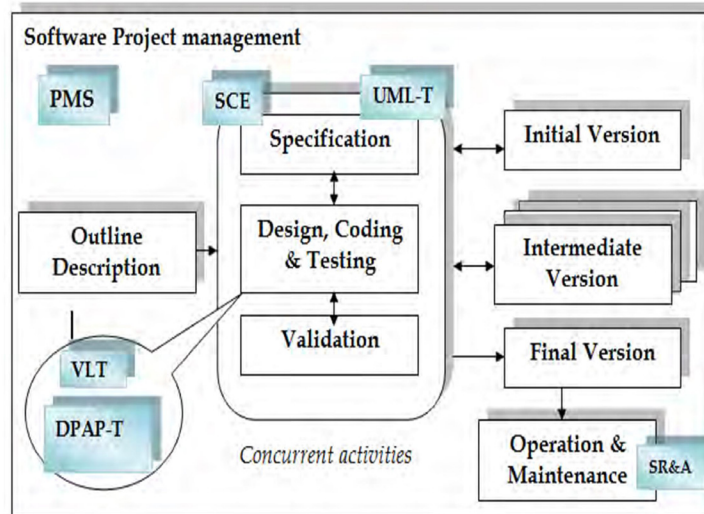 Software Project management
PMS
SCE
UML-T
Specification
Initial Version
Outline
Description
Design, Coding
& Testing
Intermediate
Version
Validation
Final Version
VLT
DPAP-T
Concurrent activities
Operation &
Maintenance
SR&A